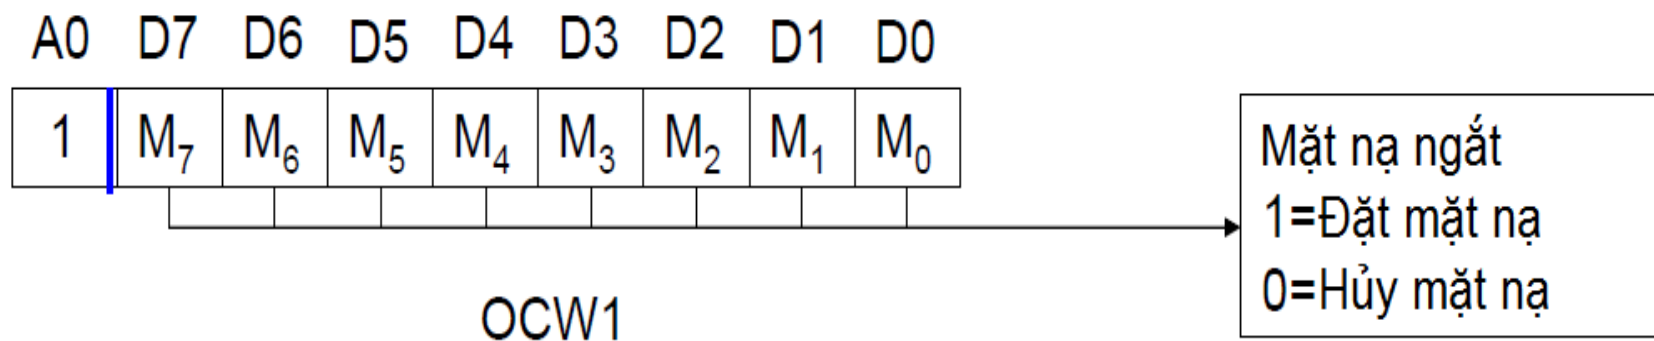 A0 D7 D6 D5 D4 D3 D2 D1 D0
1 M₇ M₆ M₅ M₄ M₃ M₂ M₁ M₀
Mặt nạ ngắt
1=Đặt mặt nạ
0=Hủy mặt nạ
OCW1